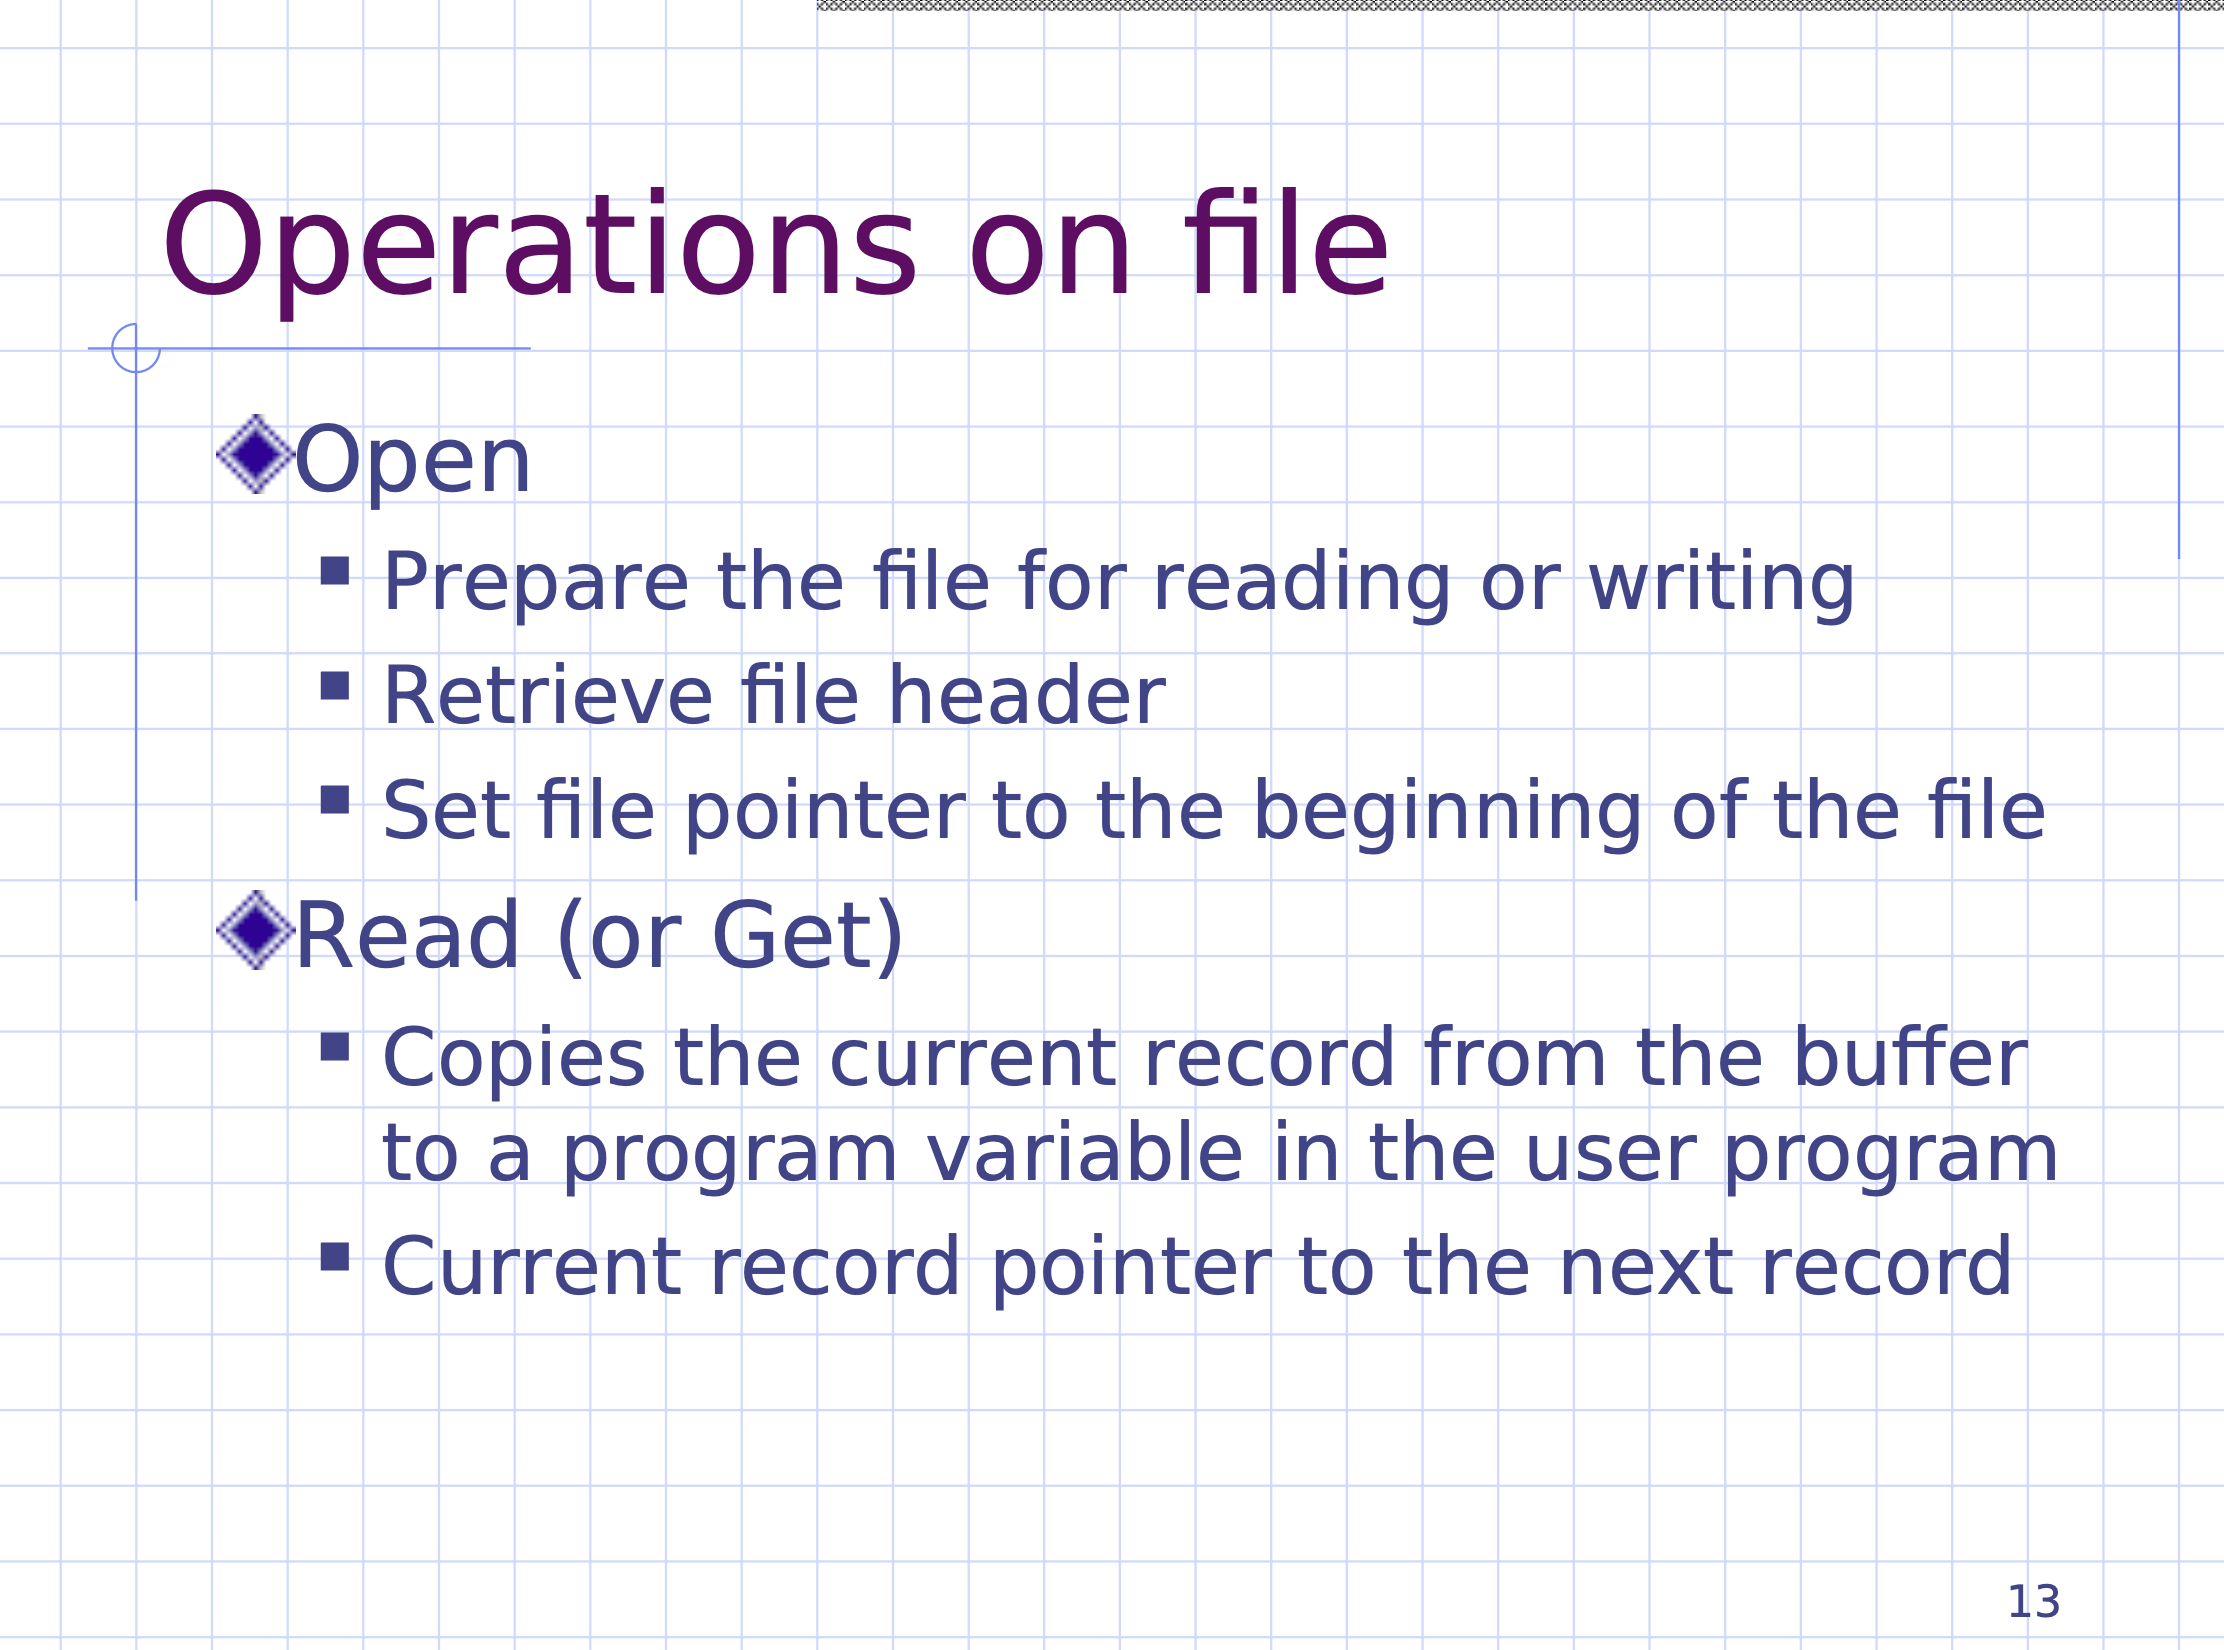 Operations on file
Open
Prepare the file for reading or writing
Retrieve file header
Set file pointer to the beginning of the file
Read (or Get)
Copies the current record from the buffer
to a program variable in the user program
Current record pointer to the next record
13